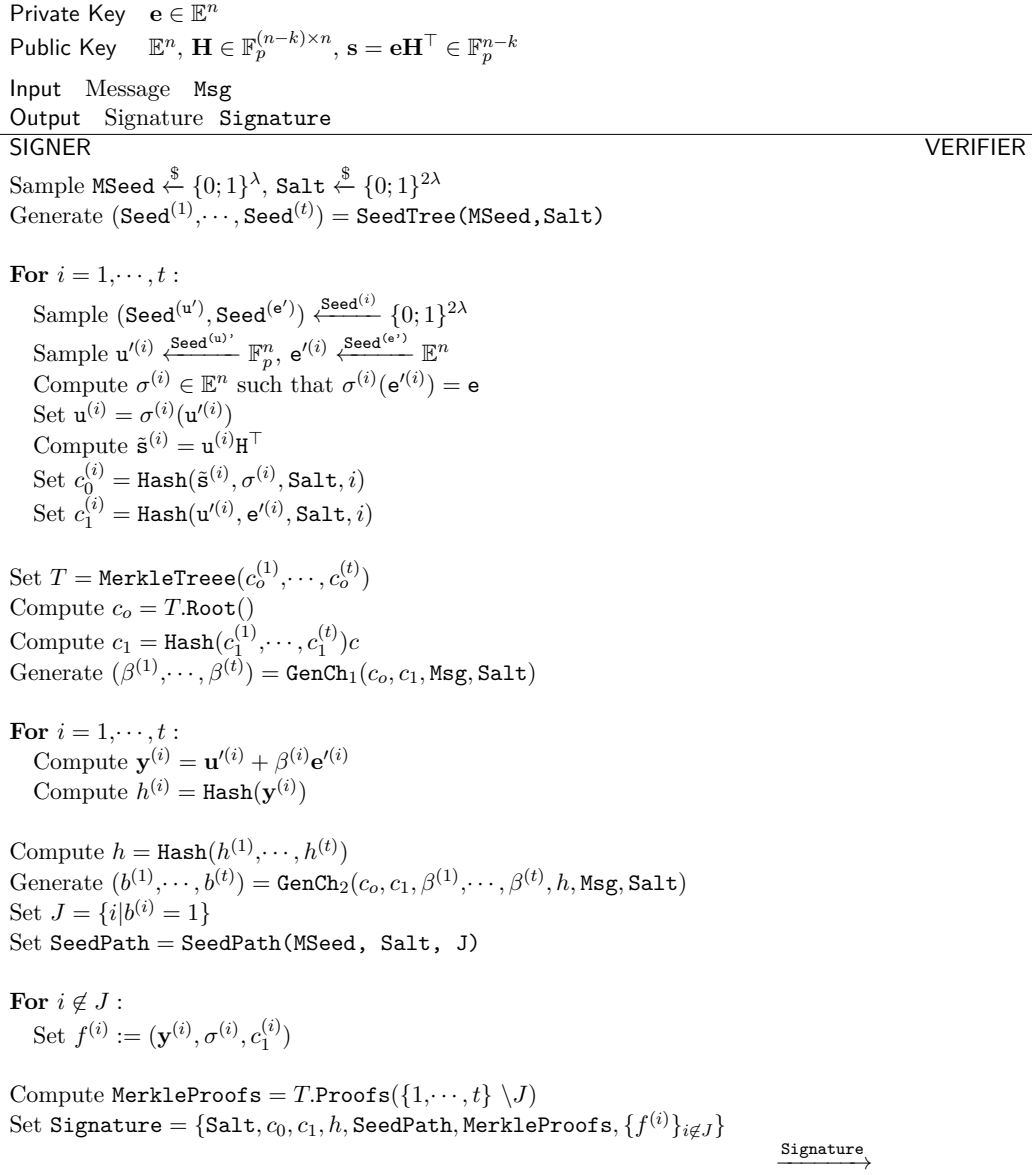 Private Key e ∈ 𝔼ⁿ
Public Key 𝔼ⁿ, H ∈ 𝔽_p^{(n−k)×n}, s = eH^⊤ ∈ 𝔽_p^{n−k}
Input Message Msg
Output Signature Signature
SIGNER VERIFIER
Sample MSeed ←^{$} {0;1}^λ, Salt ←^{$} {0;1}^{2λ}
Generate (Seed^{(1)},⋯,Seed^{(t)}) = SeedTree(MSeed,Salt)
For i = 1,⋯,t :
Sample (Seed^{(u′)},Seed^{(e′)}) ←^{Seed^{(i)}} {0;1}^{2λ}
Sample u′^{(i)} ←^{Seed^{(u)'}} 𝔽_p^n, e′^{(i)} ←^{Seed^{(e')}} 𝔼ⁿ
Compute σ^{(i)} ∈ 𝔼ⁿ such that σ^{(i)}(e′^{(i)}) = e
Set u^{(i)} = σ^{(i)}(u′^{(i)})
Compute s̃^{(i)} = u^{(i)}H^⊤
Set c_0^{(i)} = Hash(s̃^{(i)}, σ^{(i)}, Salt, i)
Set c_1^{(i)} = Hash(u′^{(i)}, e′^{(i)}, Salt, i)
Set T = MerkleTreee(c_o^{(1)},⋯,c_o^{(t)})
Compute c_o = T.Root()
Compute c_1 = Hash(c_1^{(1)},⋯,c_1^{(t)})c
Generate (β^{(1)},⋯,β^{(t)}) = GenCh_1(c_o, c_1, Msg, Salt)
For i = 1,⋯,t :
Compute y^{(i)} = u′^{(i)} + β^{(i)}e′^{(i)}
Compute h^{(i)} = Hash(y^{(i)})
Compute h = Hash(h^{(1)},⋯,h^{(t)})
Generate (b^{(1)},⋯,b^{(t)}) = GenCh_2(c_o, c_1, β^{(1)},⋯,β^{(t)}, h, Msg, Salt)
Set J = {i|b^{(i)} = 1}
Set SeedPath = SeedPath(MSeed, Salt, J)
For i ∉ J :
Set f^{(i)} := (y^{(i)}, σ^{(i)}, c_1^{(i)})
Compute MerkleProofs = T.Proofs({1,⋯,t} \J)
Set Signature = {Salt, c_0, c_1, h, SeedPath, MerkleProofs, {f^{(i)}}_{i∉J}}
Signature →